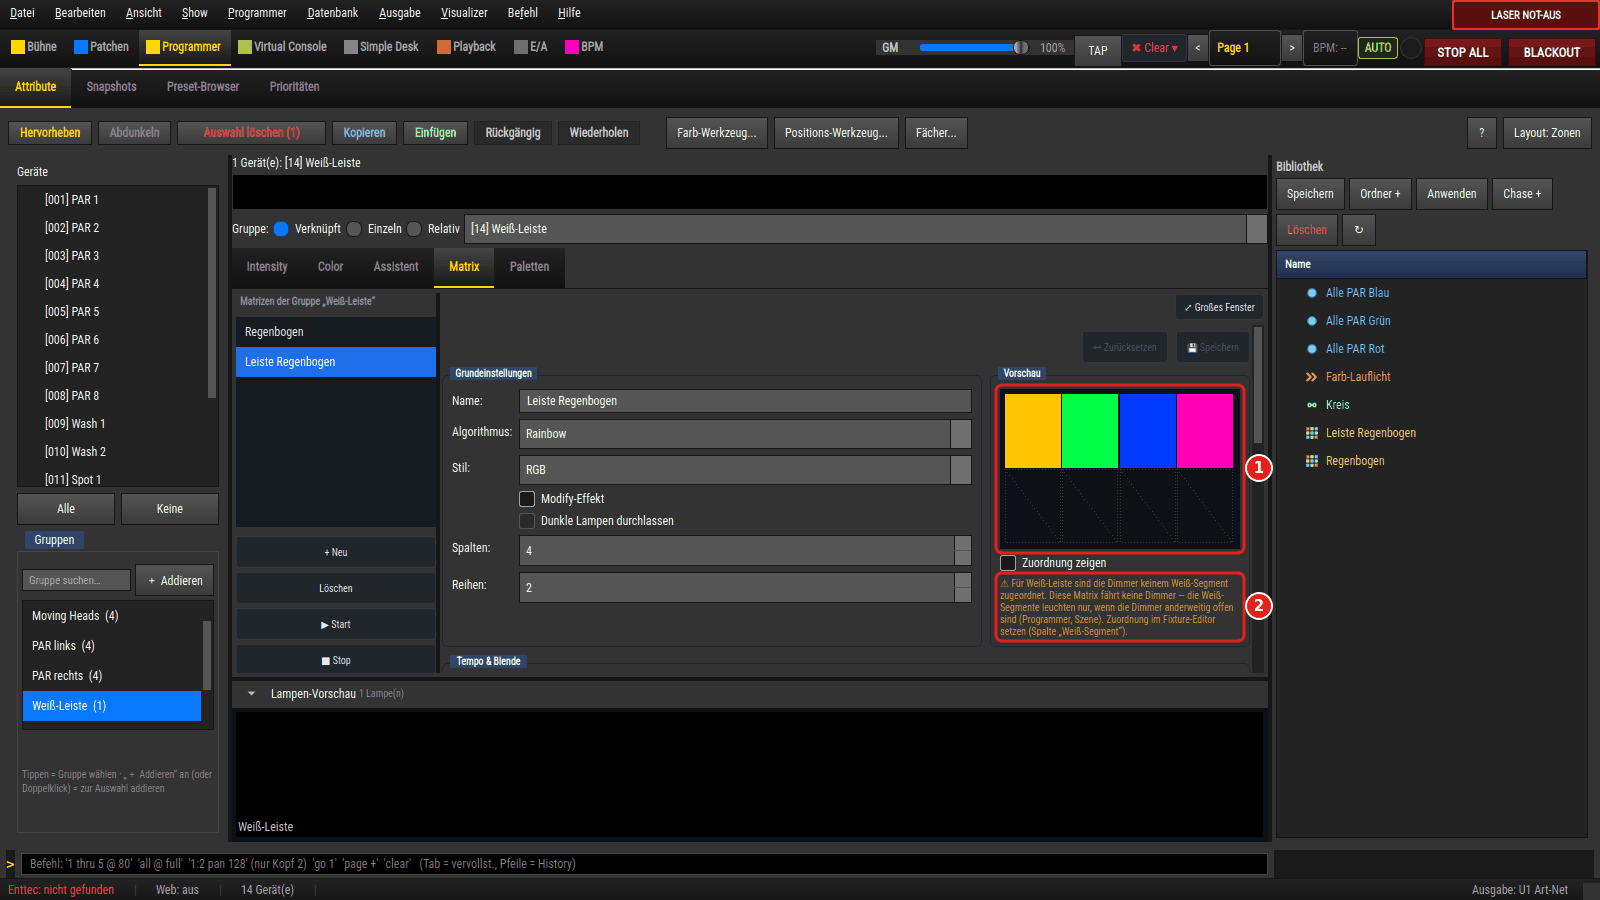 Datei Bearbeiten Ansicht Show Programmer Datenbank Ausgabe Visualizer Befehl Hilfe
LASER NOT-AUS
Bühne Patchen Programmer Virtual Console Simple Desk Playback E/A BPM
GM 100% TAP ✖ Clear ▾ < Page 1 > BPM: -- AUTO STOP ALL BLACKOUT
Attribute Snapshots Preset-Browser Prioritäten
Hervorheben Abdunkeln Auswahl löschen (1) Kopieren Einfügen Rückgängig Wiederholen Farb-Werkzeug... Positions-Werkzeug... Fächer... ? Layout: Zonen
Geräte
[001] PAR 1
[002] PAR 2
[003] PAR 3
[004] PAR 4
[005] PAR 5
[006] PAR 6
[007] PAR 7
[008] PAR 8
[009] Wash 1
[010] Wash 2
[011] Spot 1
Alle Keine
Gruppen
Gruppe suchen... + Addieren
Moving Heads (4)
PAR links (4)
PAR rechts (4)
Weiß-Leiste (1)
Tippen = Gruppe wählen · „ + Addieren“ an (oder
Doppelklick) = zur Auswahl addieren
1 Gerät(e): [14] Weiß-Leiste
Gruppe: Verknüpft Einzeln Relativ [14] Weiß-Leiste
Intensity Color Assistent Matrix Paletten
Matrizen der Gruppe „Weiß-Leiste“
Regenbogen
Leiste Regenbogen
+ Neu
Löschen
▶ Start
■ Stop
⤢ Großes Fenster
↩ Zurücksetzen 💾 Speichern
Grundeinstellungen
Name: Leiste Regenbogen
Algorithmus: Rainbow
Stil: RGB
Modify-Effekt
Dunkle Lampen durchlassen
Spalten: 4
Reihen: 2
Tempo & Blende
Vorschau
1
Zuordnung zeigen
⚠ Für Weiß-Leiste sind die Dimmer keinem Weiß-Segment
zugeordnet. Diese Matrix fährt keine Dimmer — die Weiß-
Segmente leuchten nur, wenn die Dimmer anderweitig offen
sind (Programmer, Szene). Zuordnung im Fixture-Editor
setzen (Spalte „Weiß-Segment“).
2
Lampen-Vorschau 1 Lampe(n)
Weiß-Leiste
Bibliothek
Speichern Ordner + Anwenden Chase +
Löschen ↻
Name
Alle PAR Blau
Alle PAR Grün
Alle PAR Rot
Farb-Lauflicht
Kreis
Leiste Regenbogen
Regenbogen
> Befehl: '1 thru 5 @ 80' 'all @ full' '1:2 pan 128' (nur Kopf 2) 'go 1' 'page +' 'clear' (Tab = vervollst., Pfeile = History)
Enttec: nicht gefunden Web: aus 14 Gerät(e) Ausgabe: U1 Art-Net